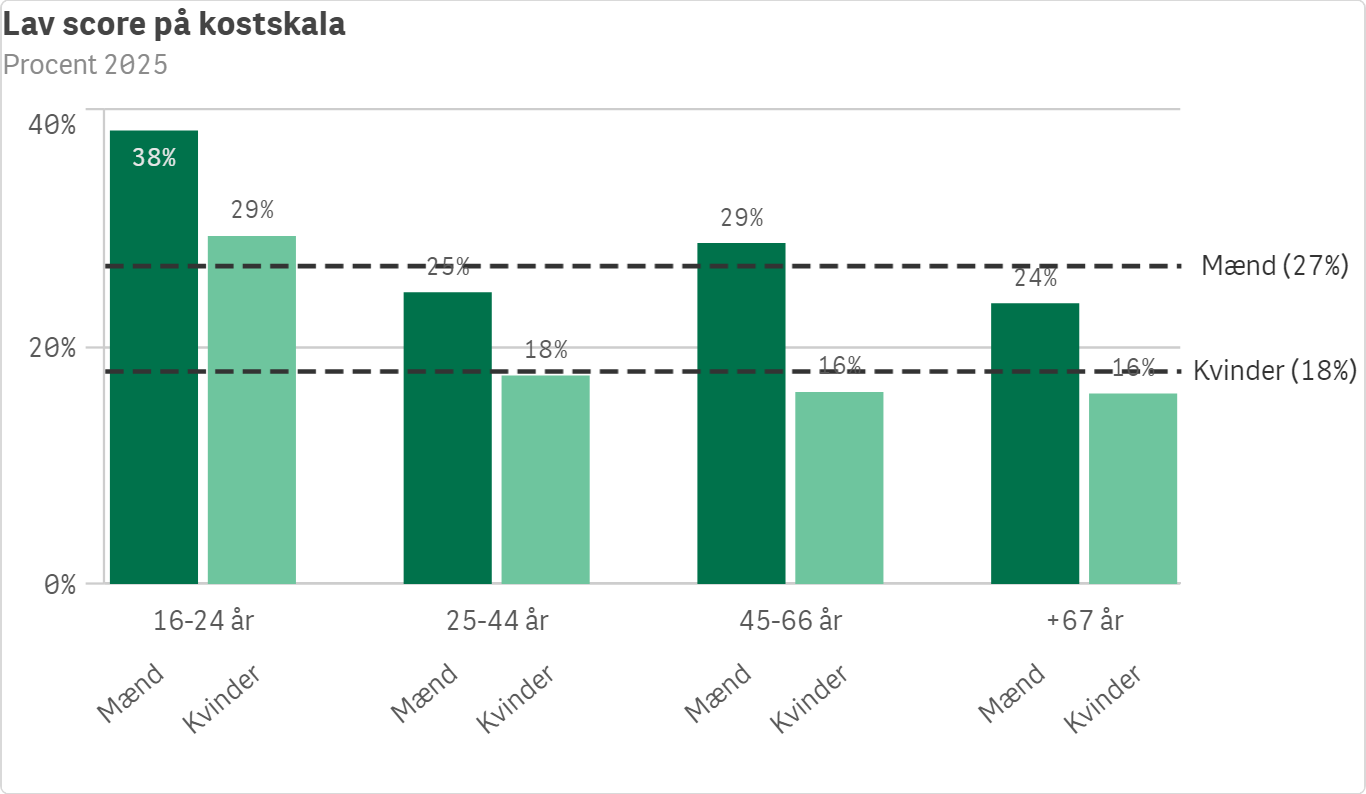 Lav score på kostskala
Procent 2025
40%
38%
29%
29%
25%
Mænd (27%)
24%
20%
18%
16%
16%
Kvinder (18%)
0%
16-24 år
25-44 år
45-66 år
+67 år
Mænd
Kvinder
Mænd
Kvinder
Mænd
Kvinder
Mænd
Kvinder